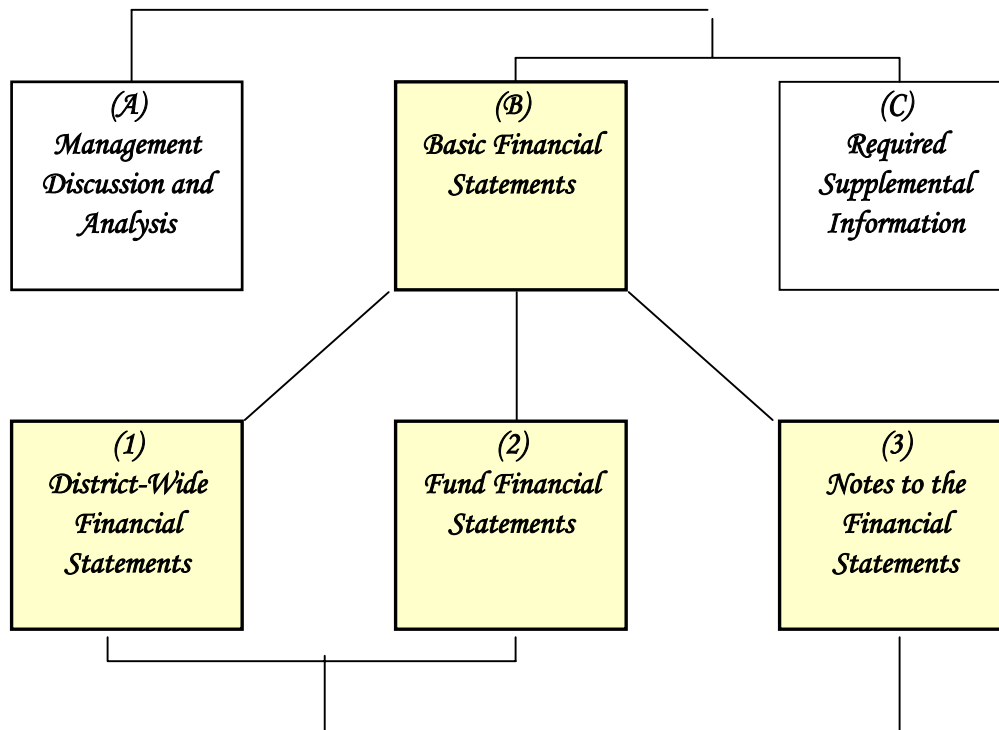 (A)
Management
Discussion and
Analysis
(B)
Basic Financial
Statements
(C)
Required
Supplemental
Information
(1)
District-Wide
Financial
Statements
(2)
Fund Financial
Statements
(3)
Notes to the
Financial
Statements